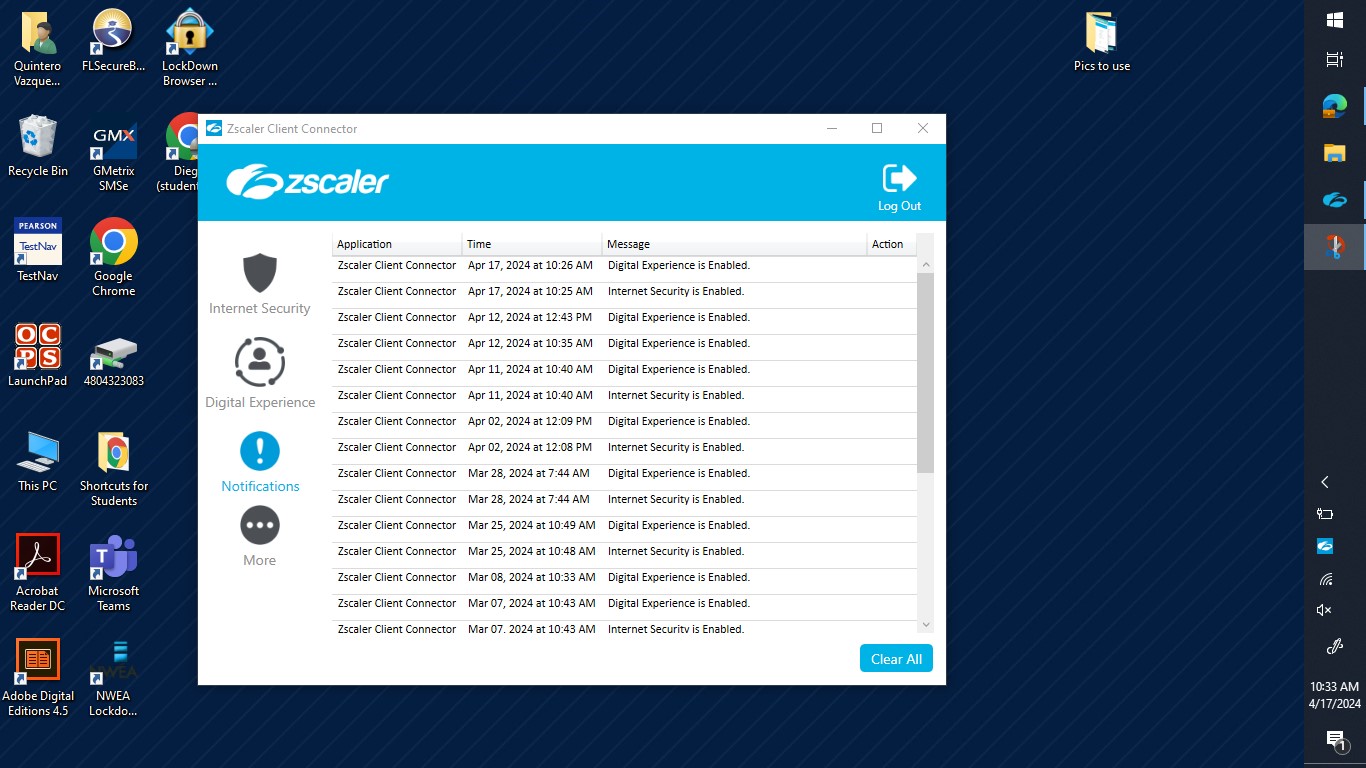 Quintero
Vazque...
FLSecureB...
LockDown
Browser ...
Pics to use
Recycle Bin
GMX
GMetrix
SMSe
Dieg
(student
PEARSON
TestNav
TestNav
Google
Chrome
OC
PS
LaunchPad
4804323083
This PC
Shortcuts for
Students
Acrobat
Reader DC
T
Microsoft
Teams
Adobe Digital
Editions 4.5
NWEA
NWEA
Lockdo...
Zscaler Client Connector
zscaler
Log Out
Internet Security
Digital Experience
Notifications
More
Application Time Message Action
Zscaler Client Connector Apr 17, 2024 at 10:26 AM Digital Experience is Enabled.
Zscaler Client Connector Apr 17, 2024 at 10:25 AM Internet Security is Enabled.
Zscaler Client Connector Apr 12, 2024 at 12:43 PM Digital Experience is Enabled.
Zscaler Client Connector Apr 12, 2024 at 10:35 AM Digital Experience is Enabled.
Zscaler Client Connector Apr 11, 2024 at 10:40 AM Digital Experience is Enabled.
Zscaler Client Connector Apr 11, 2024 at 10:40 AM Internet Security is Enabled.
Zscaler Client Connector Apr 02, 2024 at 12:09 PM Digital Experience is Enabled.
Zscaler Client Connector Apr 02, 2024 at 12:08 PM Internet Security is Enabled.
Zscaler Client Connector Mar 28, 2024 at 7:44 AM Digital Experience is Enabled.
Zscaler Client Connector Mar 28, 2024 at 7:44 AM Internet Security is Enabled.
Zscaler Client Connector Mar 25, 2024 at 10:49 AM Digital Experience is Enabled.
Zscaler Client Connector Mar 25, 2024 at 10:48 AM Internet Security is Enabled.
Zscaler Client Connector Mar 08, 2024 at 10:33 AM Digital Experience is Enabled.
Zscaler Client Connector Mar 07, 2024 at 10:43 AM Digital Experience is Enabled.
Zscaler Client Connector Mar 07, 2024 at 10:43 AM Internet Security is Enabled.
Clear All
10:33 AM
4/17/2024
1